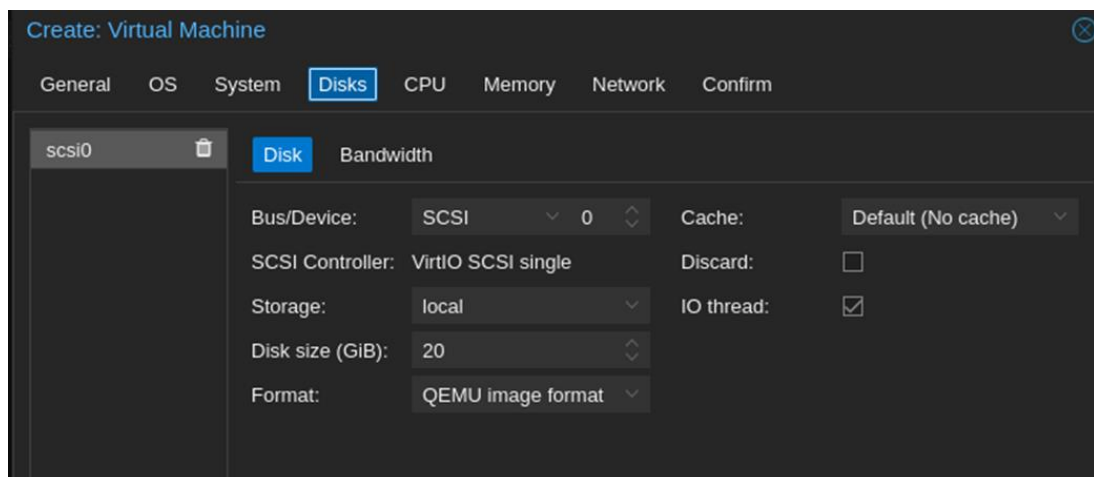 Create: Virtual Machine
General OS System Disks CPU Memory Network Confirm
scsi0
Disk Bandwidth
Bus/Device: SCSI 0 Cache: Default (No cache)
SCSI Controller: VirtIO SCSI single Discard:
Storage: local IO thread:
Disk size (GiB): 20
Format: QEMU image format